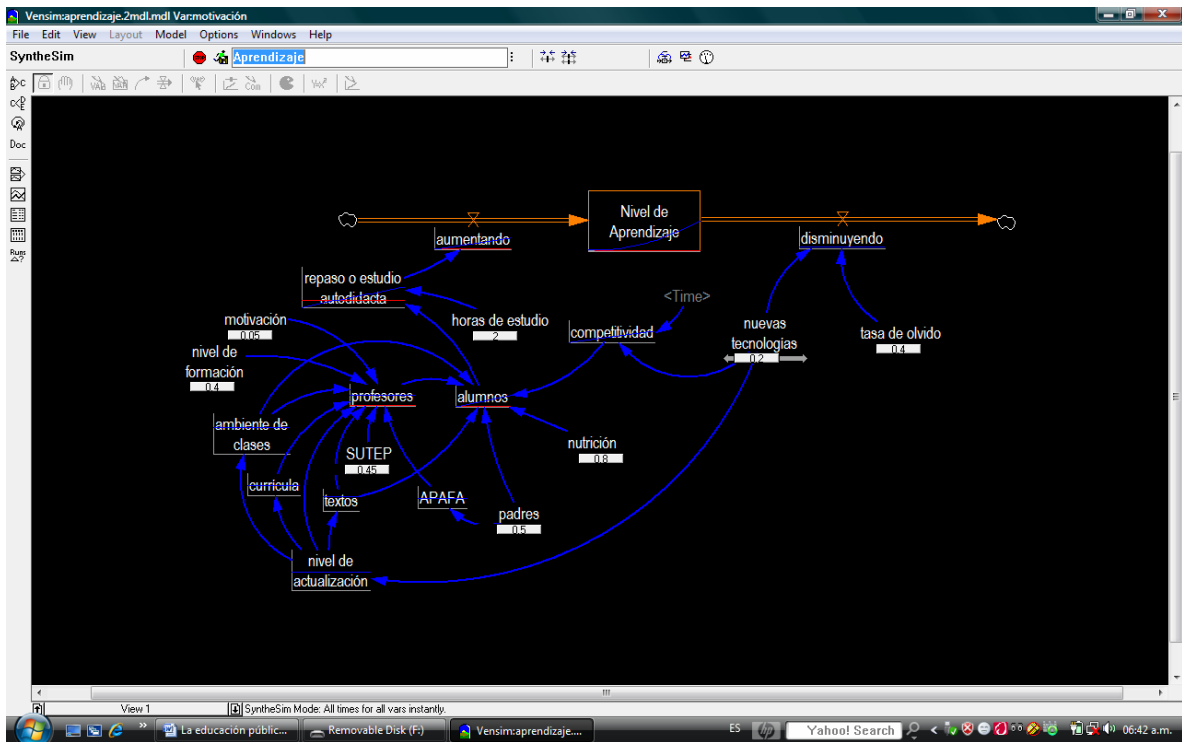 Vensim:aprendizaje.2mdl.mdl Var:motivación
File Edit View Layout Model Options Windows Help
SyntheSim
Aprendizaje
Doc
Runs
Nivel de
Aprendizaje
aumentando
disminuyendo
repaso o estudio
autodidacta
<Time>
motivación
0.05
horas de estudio
2
competitividad
nuevas
tecnologias
0.2
tasa de olvido
0.4
nivel de
formación
0.4
profesores
alumnos
ambiente de
clases
SUTEP
0.45
nutrición
0.8
curricula
textos
APAFA
padres
0.5
nivel de
actualización
View 1
SyntheSim Mode: All times for all vars instantly.
La educación públic...
Removable Disk (F:)
Vensim:aprendizaje....
ES
Yahoo! Search
06:42 a.m.